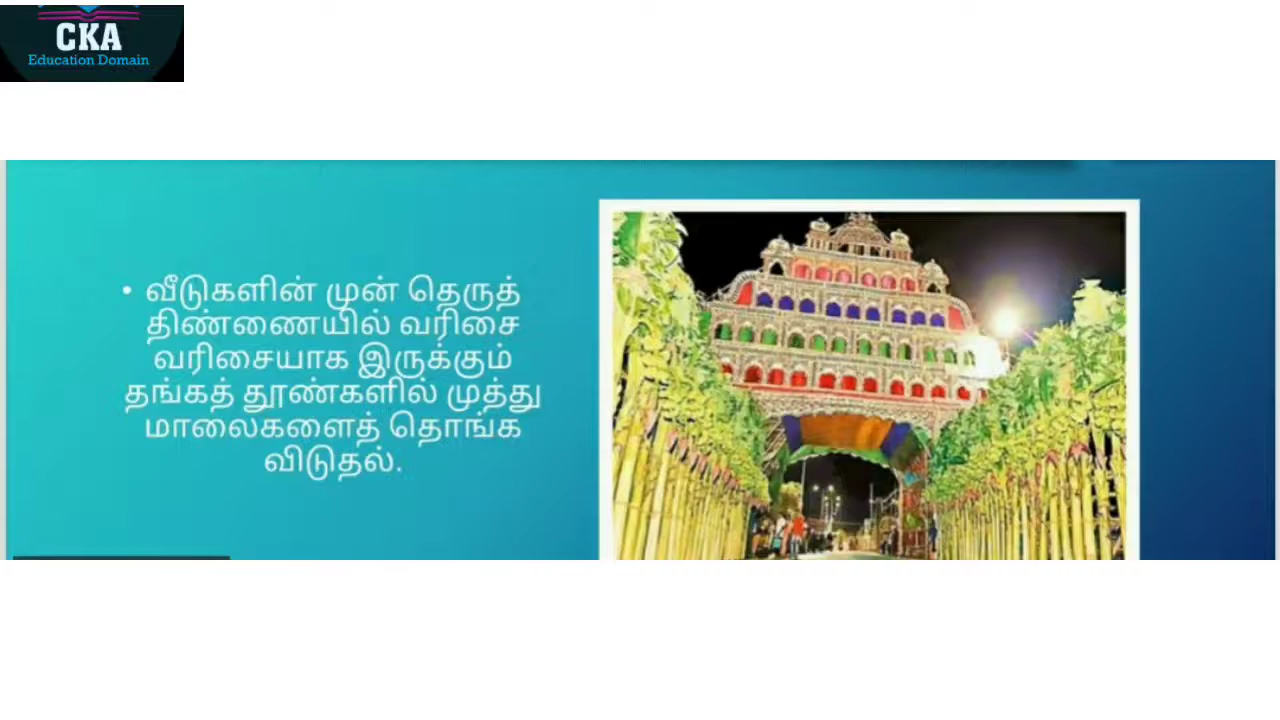 CKA
Education Domain
• வீடுகளின் முன் தெருத்
திண்ணையில் வரிசை
வரிசையாக இருக்கும்
தங்கத் தூண்களில் முத்து
மாலைகளைத் தொங்க
விடுதல்.